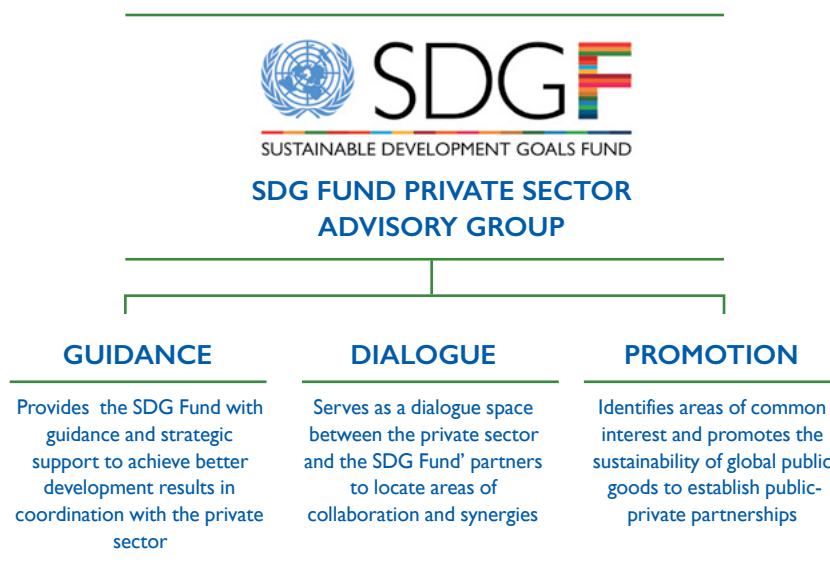 SDGF
SUSTAINABLE DEVELOPMENT GOALS FUND
SDG FUND PRIVATE SECTOR
ADVISORY GROUP
GUIDANCE
Provides the SDG Fund with
guidance and strategic
support to achieve better
development results in
coordination with the private
sector
DIALOGUE
Serves as a dialogue space
between the private sector
and the SDG Fund’ partners
to locate areas of
collaboration and synergies
PROMOTION
Identifies areas of common
interest and promotes the
sustainability of global public
goods to establish public-
private partnerships